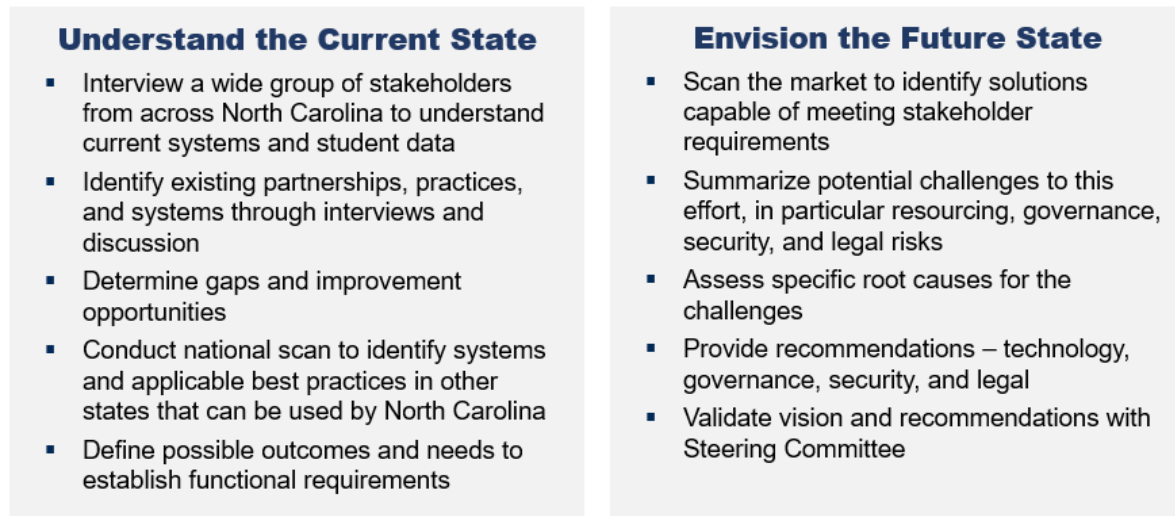 Understand the Current State
▪ Interview a wide group of stakeholders
from across North Carolina to understand
current systems and student data
▪ Identify existing partnerships, practices,
and systems through interviews and
discussion
▪ Determine gaps and improvement
opportunities
▪ Conduct national scan to identify systems
and applicable best practices in other
states that can be used by North Carolina
▪ Define possible outcomes and needs to
establish functional requirements
Envision the Future State
▪ Scan the market to identify solutions
capable of meeting stakeholder
requirements
▪ Summarize potential challenges to this
effort, in particular resourcing, governance,
security, and legal risks
▪ Assess specific root causes for the
challenges
▪ Provide recommendations – technology,
governance, security, and legal
▪ Validate vision and recommendations with
Steering Committee